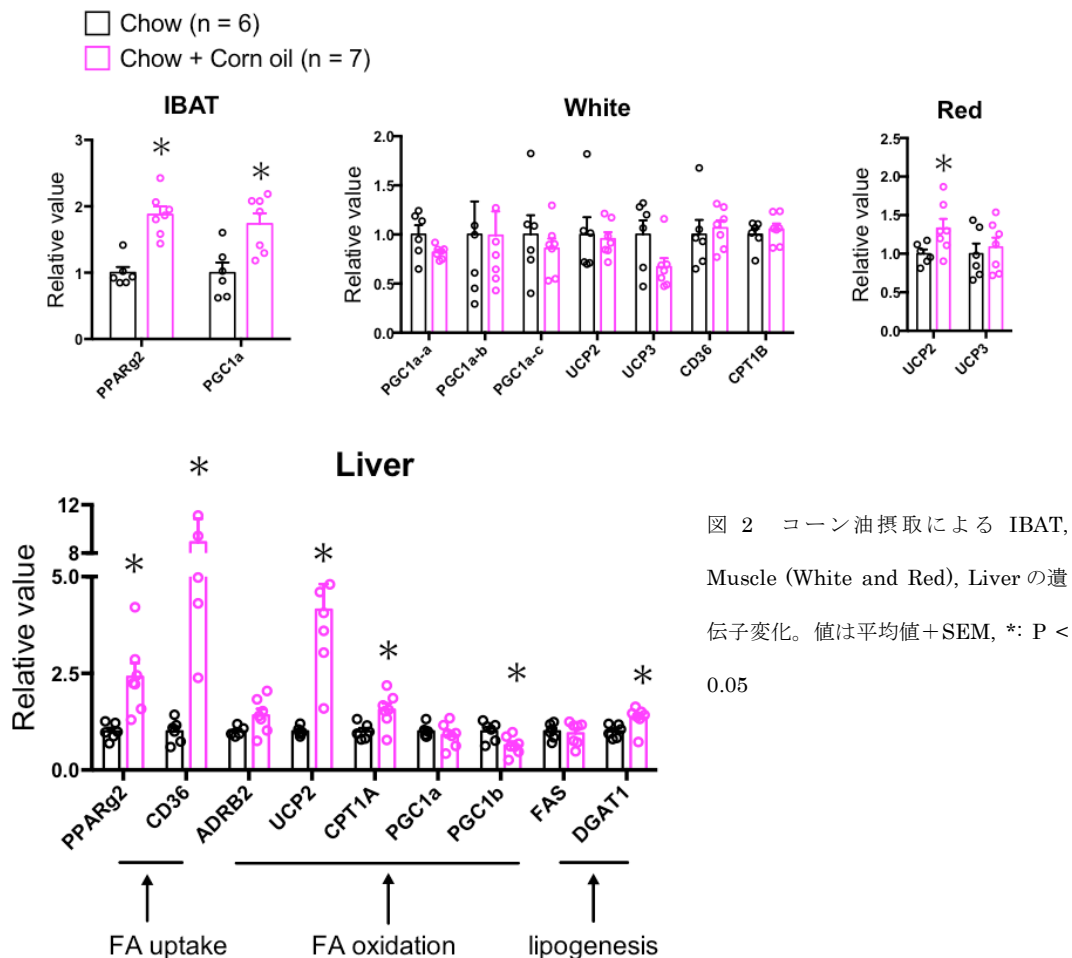 Chow (n = 6)
Chow + Corn oil (n = 7)
IBAT
Relative value
3
2
1
0
*
*
PPARg2
PGC1a
White
Relative value
2.0
1.5
1.0
0.5
0.0
PGC1a-a
PGC1a-b
PGC1a-c
UCP2
UCP3
CD36
CPT1B
Red
Relative value
2.5
2.0
1.5
1.0
0.5
0.0
*
UCP2
UCP3
Liver
Relative value
12
8
5.0
2.5
0.0
*
*
*
*
*
*
PPARg2
CD36
ADRB2
UCP2
CPT1A
PGC1a
PGC1b
FAS
DGAT1
FA uptake
FA oxidation
lipogenesis
図 2　コーン油摂取による IBAT,
Muscle (White and Red), Liver の遺
伝子変化。値は平均値＋SEM, *: P <
0.05